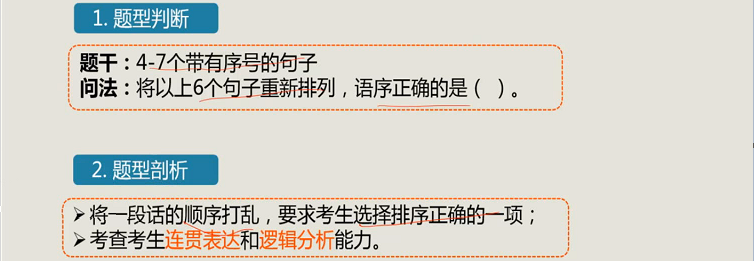 1. 题型判断
题干：4-7个带有序号的句子
问法：将以上6个句子重新排列，语序正确的是（ ）。
2. 题型剖析
➢将一段话的顺序打乱，要求考生选择排序正确的一项；
➢考查考生连贯表达和逻辑分析能力。